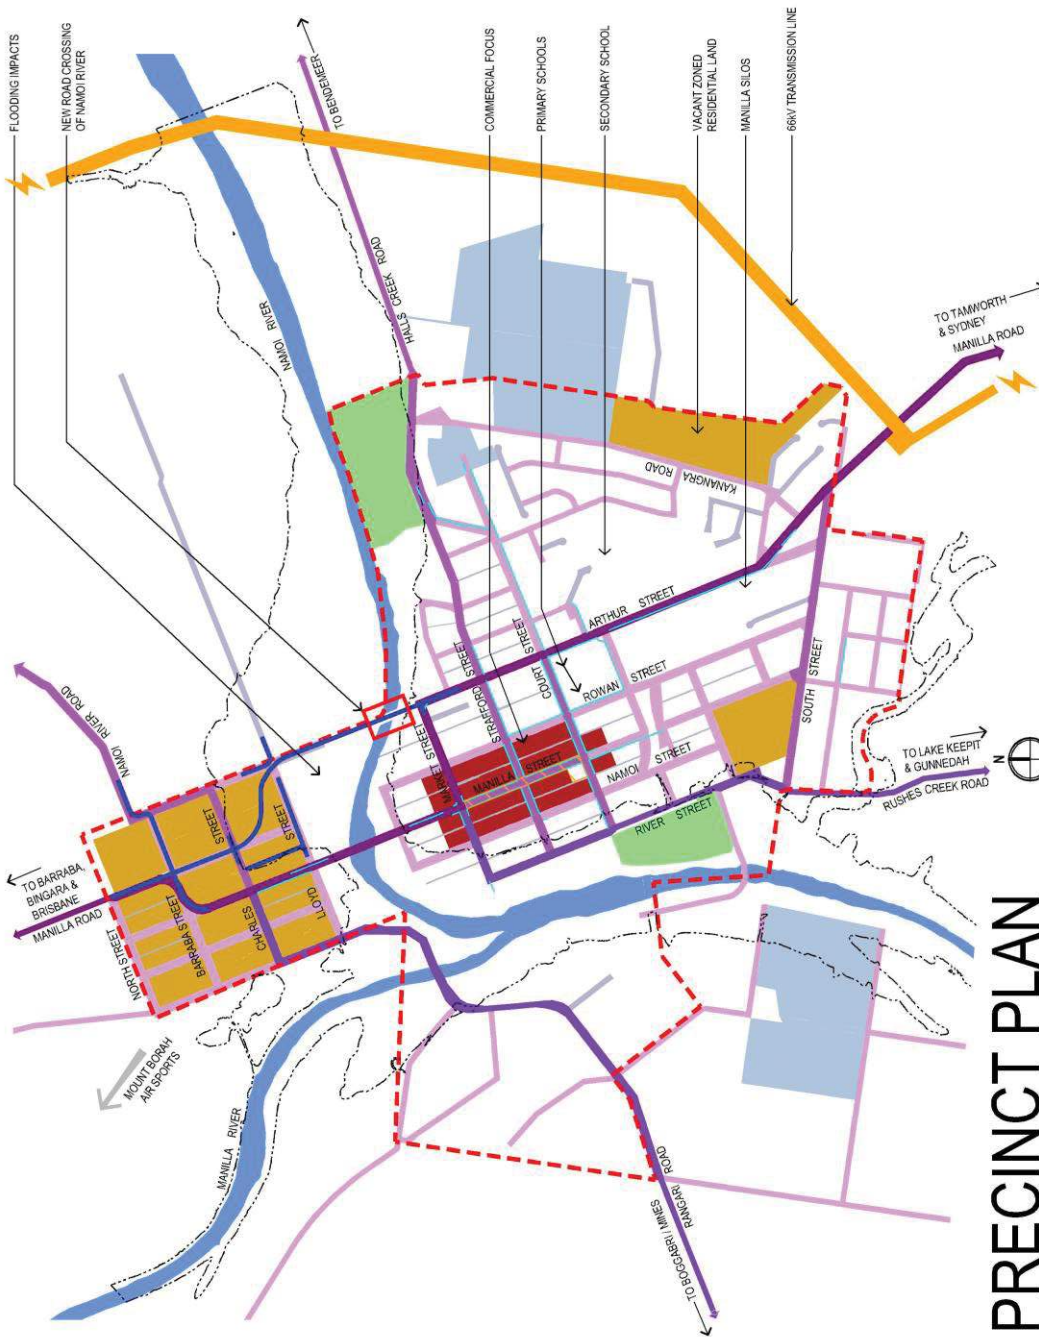 FLOODING IMPACTS
NEW ROAD CROSSING
OF NAMOI RIVER
COMMERCIAL FOCUS
PRIMARY SCHOOLS
SECONDARY SCHOOL
VACANT ZONED
RESIDENTIAL LAND
MANILLA SILOS
66kV TRANSMISSION LINE
TO BENDEMEER
HALLS CREEK ROAD
NAMOI RIVER
TO TAMWORTH
& SYDNEY
MANILLA ROAD
KANANGRA
ROAD
ARTHUR STREET
ROWAN STREET
COURT STREET
STRAFFORD STREET
MARKET STREET
MANILLA STREET
NAMOI STREET
RIVER STREET
SOUTH STREET
TO LAKE KEEPIT
& GUNNEDAH
RUSHES CREEK ROAD
N
NAMOI RIVER ROAD
TO BARRABA,
BINGARA &
BRISBANE
MANILLA ROAD
NORTH STREET
BARRABA STREET
CHARLES STREET
LLOYD STREET
MOUNT BORAH
AIR SPORTS
MANILLA RIVER
TO BOGGABRI / MINES
RANGARI ROAD
PRECINCT PLAN